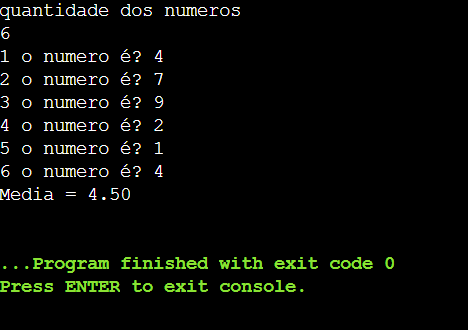 quantidade dos numeros
6
1 o numero é? 4
2 o numero é? 7
3 o numero é? 9
4 o numero é? 2
5 o numero é? 1
6 o numero é? 4
Media = 4.50
...Program finished with exit code 0
Press ENTER to exit console.